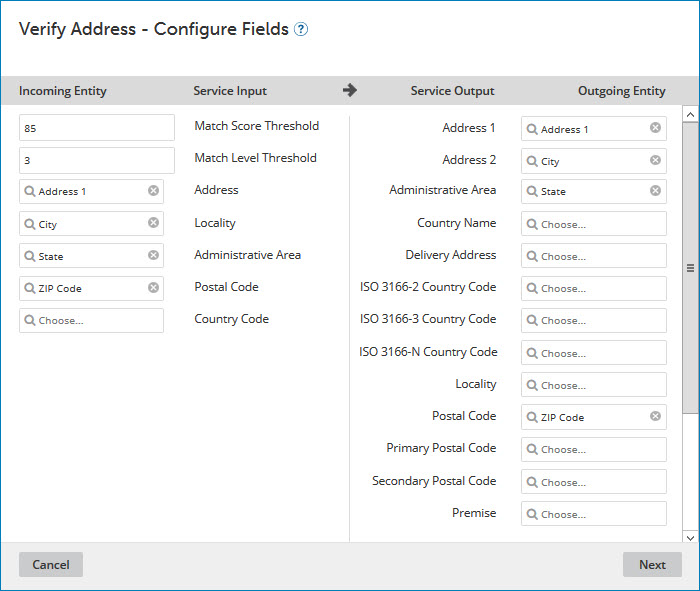 Verify Address - Configure Fields ?
Incoming Entity Service Input Service Output Outgoing Entity
85 Match Score Threshold Address 1 Address 1
3 Match Level Threshold Address 2 City
Address 1 Address Administrative Area State
City Locality Country Name Choose...
State Administrative Area Delivery Address Choose...
ZIP Code Postal Code ISO 3166-2 Country Code Choose...
Choose... Country Code ISO 3166-3 Country Code Choose...
ISO 3166-N Country Code Choose...
Locality Choose...
Postal Code ZIP Code
Primary Postal Code Choose...
Secondary Postal Code Choose...
Premise Choose...
Cancel Next